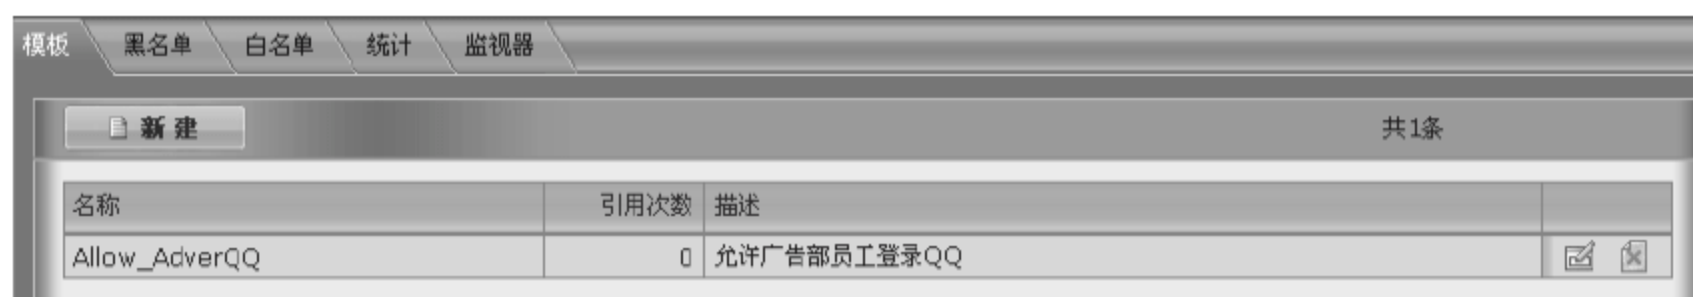 模板 黑名单 白名单 统计 监视器
新建 共1条
名称 引用次数 描述
Allow_AdverQQ 0 允许广告部员工登录QQ